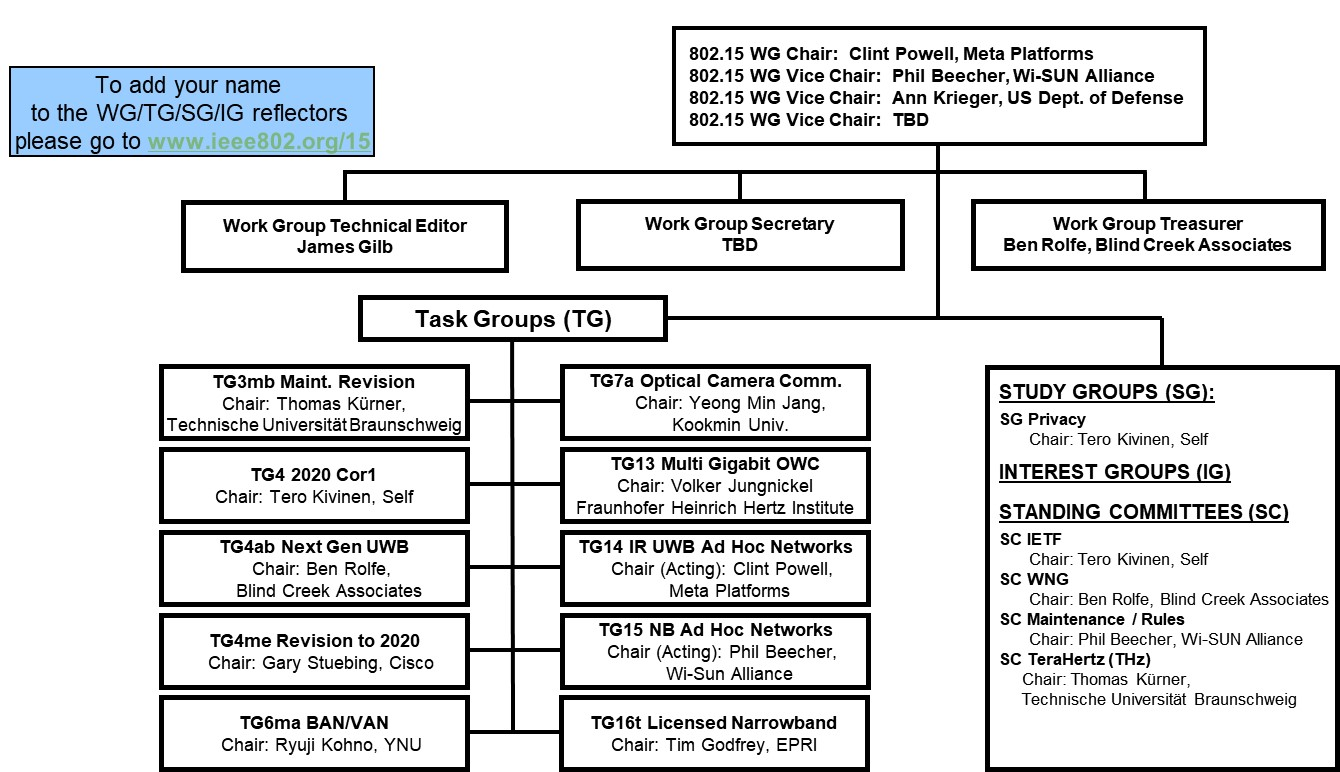 To add your name
to the WG/TG/SG/IG reflectors
please go to www.ieee802.org/15
802.15 WG Chair: Clint Powell, Meta Platforms
802.15 WG Vice Chair: Phil Beecher, Wi-SUN Alliance
802.15 WG Vice Chair: Ann Krieger, US Dept. of Defense
802.15 WG Vice Chair: TBD
Work Group Technical Editor
James Gilb
Work Group Secretary
TBD
Work Group Treasurer
Ben Rolfe, Blind Creek Associates
Task Groups (TG)
TG3mb Maint. Revision
Chair: Thomas Kürner,
Technische Universität Braunschweig
TG4 2020 Cor1
Chair: Tero Kivinen, Self
TG4ab Next Gen UWB
Chair: Ben Rolfe,
Blind Creek Associates
TG4me Revision to 2020
Chair: Gary Stuebing, Cisco
TG6ma BAN/VAN
Chair: Ryuji Kohno, YNU
TG7a Optical Camera Comm.
Chair: Yeong Min Jang,
Kookmin Univ.
TG13 Multi Gigabit OWC
Chair: Volker Jungnickel
Fraunhofer Heinrich Hertz Institute
TG14 IR UWB Ad Hoc Networks
Chair (Acting): Clint Powell,
Meta Platforms
TG15 NB Ad Hoc Networks
Chair (Acting): Phil Beecher,
Wi-Sun Alliance
TG16t Licensed Narrowband
Chair: Tim Godfrey, EPRI
STUDY GROUPS (SG):
SG Privacy
Chair: Tero Kivinen, Self
INTEREST GROUPS (IG)
STANDING COMMITTEES (SC)
SC IETF
Chair: Tero Kivinen, Self
SC WNG
Chair: Ben Rolfe, Blind Creek Associates
SC Maintenance / Rules
Chair: Phil Beecher, Wi-SUN Alliance
SC TeraHertz (THz)
Chair: Thomas Kürner,
Technische Universität Braunschweig